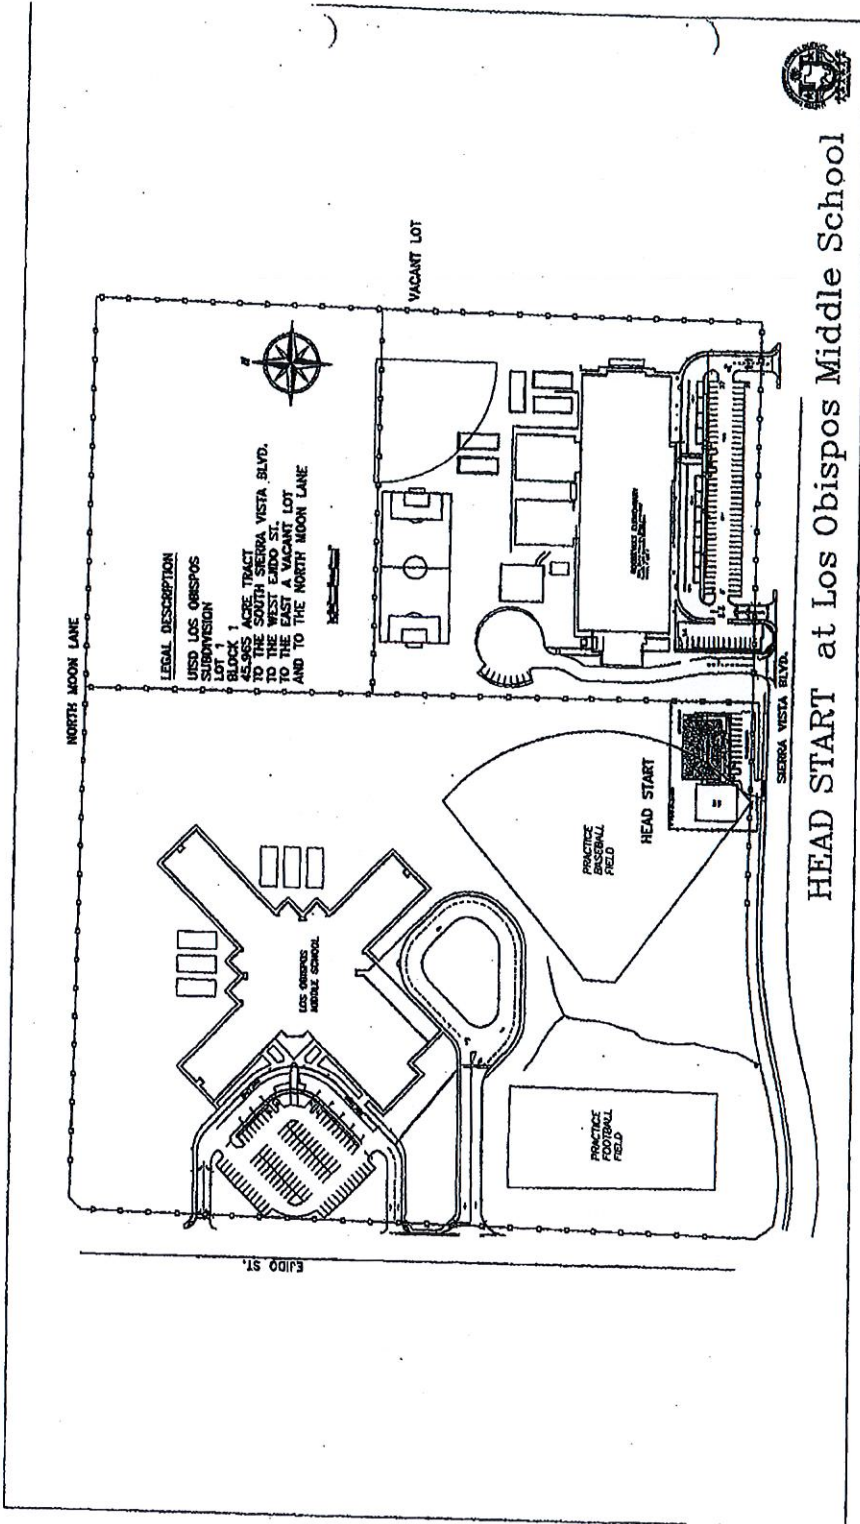 NORTH MOON LANE
LEGAL DESCRIPTION
UISD LOS OBISPOS
SUBDIVISION
LOT 1
BLOCK 1
45.965 ACRE TRACT
TO THE SOUTH SIERRA VISTA BLVD.
TO THE WEST EJIDO ST.
TO THE EAST A VACANT LOT
AND TO THE NORTH MOON LANE
N
VACANT LOT
EJIDO ST.
LOS OBISPOS
MIDDLE SCHOOL
PRACTICE
BASEBALL
FIELD
HEAD START
PRACTICE
FOOTBALL
FIELD
SIERRA VISTA BLVD.
HEAD START at Los Obispos Middle School